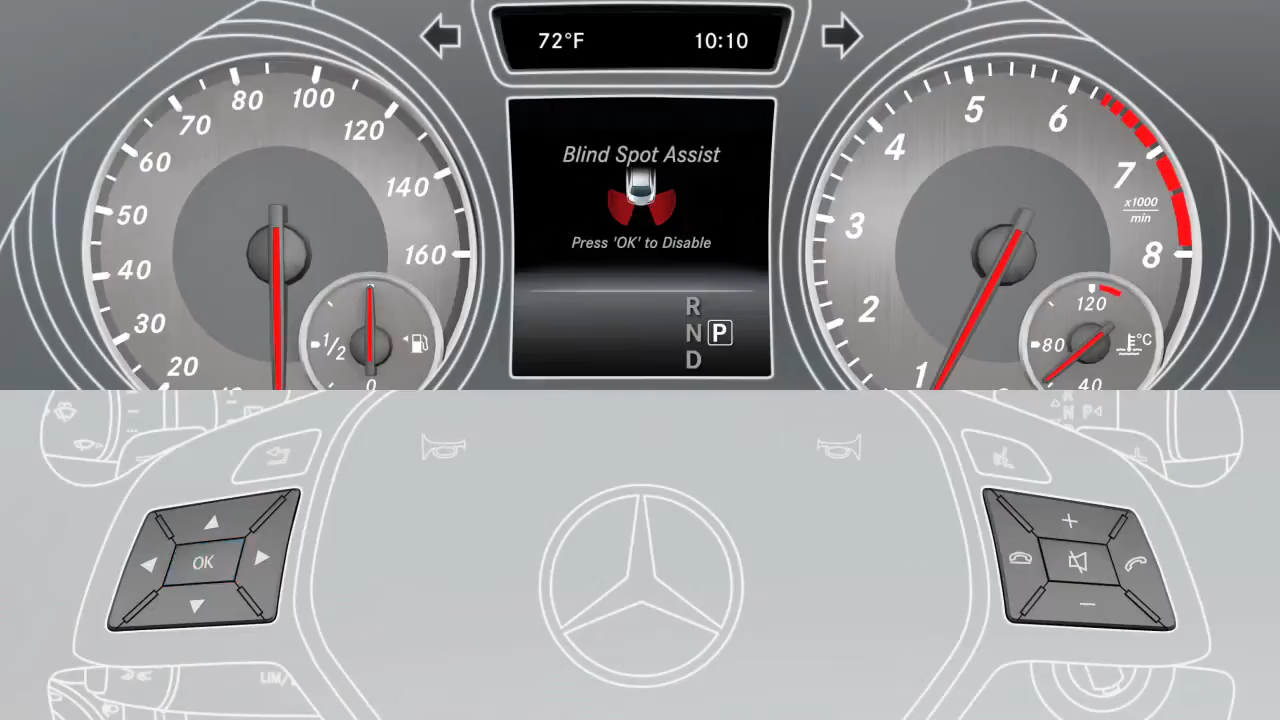 72°F 10:10
80 100
70 120
60 140
50
40 160
30
20
1/2
0
Blind Spot Assist
Press 'OK' to Disable
R
N P
D
5 6
4 7
x1000
min
3 8
2
1
120
80 °C
40
N P
OK
+
−
LIM